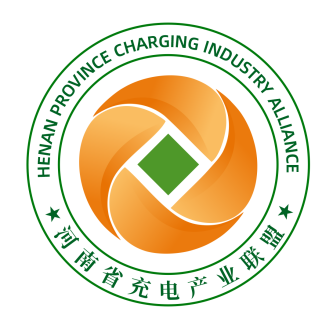 HENAN PROVINCE CHARGING INDUSTRY ALLIANCE
河南省充电产业联盟